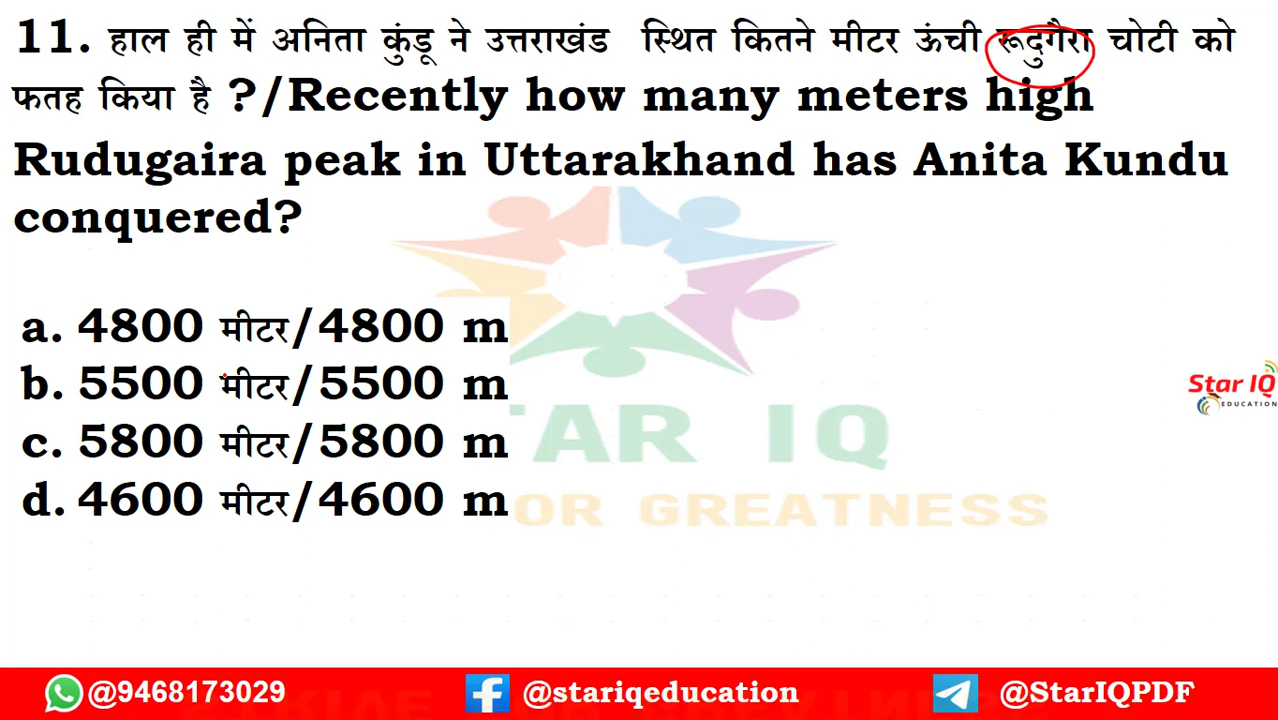 11. हाल ही में अनिता कुंडू ने उत्तराखंड स्थित कितने मीटर ऊंची रूदुगैरा चोटी को
फतह किया है ?/Recently how many meters high
Rudugaira peak in Uttarakhand has Anita Kundu
conquered?
a. 4800 मीटर/4800 m
b. 5500 मीटर/5500 m
c. 5800 मीटर/5800 m
d. 4600 मीटर/4600 m
TAR IQ
OR GREATNESS
Star IQ
EDUCATION
@9468173029 @stariqeducation @StarIQPDF